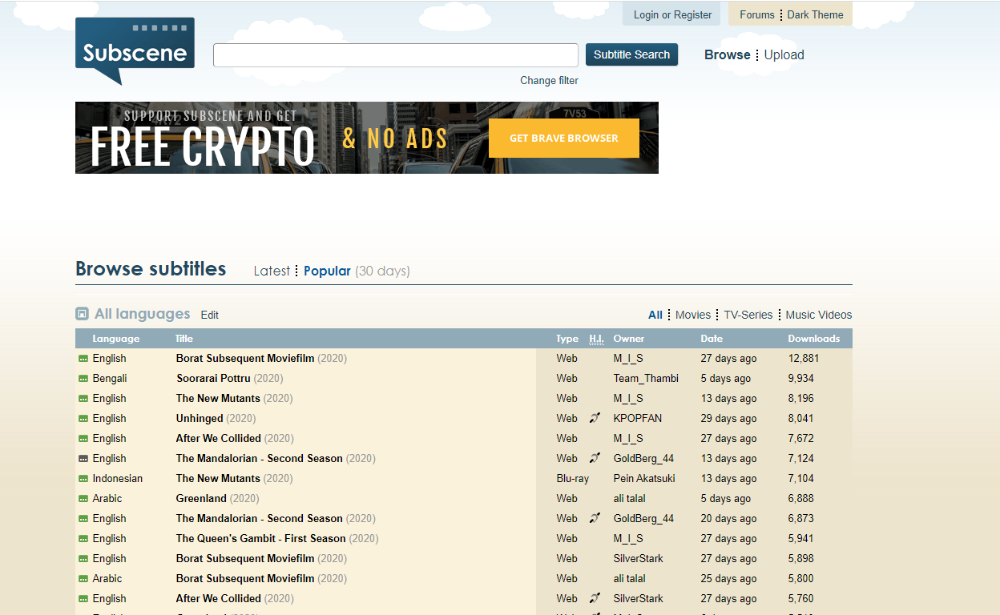 Login or Register Forums Dark Theme
Subscene
Subtitle Search Browse Upload
Change filter
SUPPORT SUBSCENE AND GET
FREE CRYPTO & NO ADS GET BRAVE BROWSER
7V53
Browse subtitles Latest Popular (30 days)
All languages Edit All Movies TV-Series Music Videos
Language Title Type H.I. Owner Date Downloads
English Borat Subsequent Moviefilm (2020) Web M_I_S 27 days ago 12,881
Bengali Soorarai Pottru (2020) Web Team_Thambi 5 days ago 9,934
English The New Mutants (2020) Web M_I_S 13 days ago 8,196
English Unhinged (2020) Web KPOPFAN 29 days ago 8,041
English After We Collided (2020) Web M_I_S 27 days ago 7,672
English The Mandalorian - Second Season (2020) Web GoldBerg_44 13 days ago 7,124
Indonesian The New Mutants (2020) Blu-ray Pein Akatsuki 13 days ago 7,104
Arabic Greenland (2020) Web ali talal 5 days ago 6,888
English The Mandalorian - Second Season (2020) Web GoldBerg_44 20 days ago 6,873
English The Queen's Gambit - First Season (2020) Web M_I_S 27 days ago 5,941
English Borat Subsequent Moviefilm (2020) Web SilverStark 27 days ago 5,898
Arabic Borat Subsequent Moviefilm (2020) Web ali talal 25 days ago 5,800
English After We Collided (2020) Web SilverStark 27 days ago 5,760